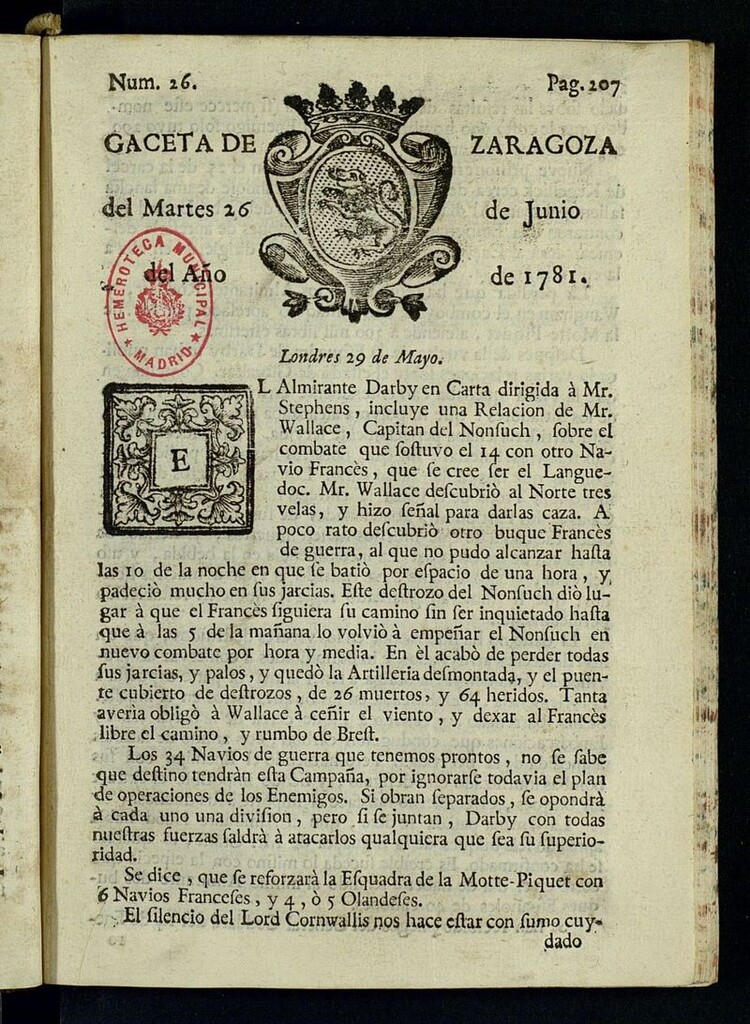 Num. 26.
Pag. 207
GACETA DE ZARAGOZA
del Martes 26 de Junio
del Año de 1781.
HEMEROTECA MUNICIPAL
★ MADRID ★
Londres 29 de Mayo.
EL Almirante Darby en Carta dirigida à Mr.
Stephens, incluye una Relacion de Mr.
Wallace, Capitan del Nonſuch, ſobre el
combate que ſoſtuvo el 14 con otro Na-
vio Francès, que ſe cree ſer el Langue-
doc. Mr. Wallace deſcubriò al Norte tres
velas, y hizo ſeñal para darlas caza. A
poco rato deſcubriò otro buque Francès
de guerra, al que no pudo alcanzar haſta
las 10 de la noche en que ſe batiò por eſpacio de una hora, y
padeciò mucho en ſus jarcias. Eſte deſtrozo del Nonſuch diò lu-
gar à que el Francès ſiguiera ſu camino ſin ſer inquietado haſta
que à las 5 de la mañana lo volviò à empeñar el Nonſuch en
nuevo combate por hora y media. En èl acabò de perder todas
ſus jarcias, y palos, y quedò la Artilleria deſmontada, y el puen-
te cubierto de deſtrozos, de 26 muertos, y 64 heridos. Tanta
averia obligò à Wallace à ceñir el viento, y dexar al Francès
libre el camino, y rumbo de Breſt.
Los 34 Navios de guerra que tenemos prontos, no ſe ſabe
que deſtino tendràn eſta Campaña, por ignorarſe todavia el plan
de operaciones de los Enemigos. Si obran ſeparados, ſe opondrà
à cada uno una diviſion, pero ſi ſe juntan, Darby con todas
nueſtras fuerzas ſaldrà à atacarlos qualquiera que ſea ſu ſuperio-
ridad.
Se dice, que ſe reforzarà la Eſquadra de la Motte-Piquet con
6 Navios Franceſes, y 4, ò 5 Olandeſes.
El ſilencio del Lord Cornwallis nos hace eſtar con ſumo cuy-
dado